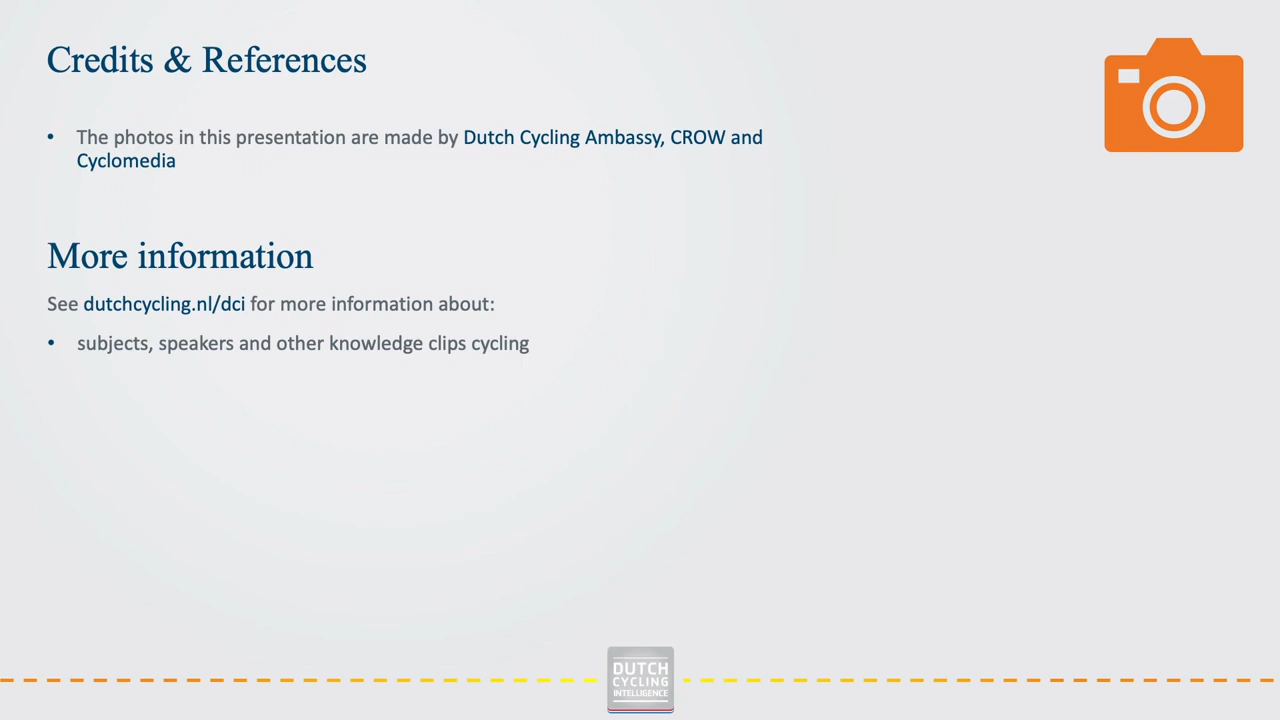 Credits & References
• The photos in this presentation are made by Dutch Cycling Ambassy, CROW and
Cyclomedia
More information
See dutchcycling.nl/dci for more information about:
• subjects, speakers and other knowledge clips cycling
DUTCH
CYCLING
INTELLIGENCE